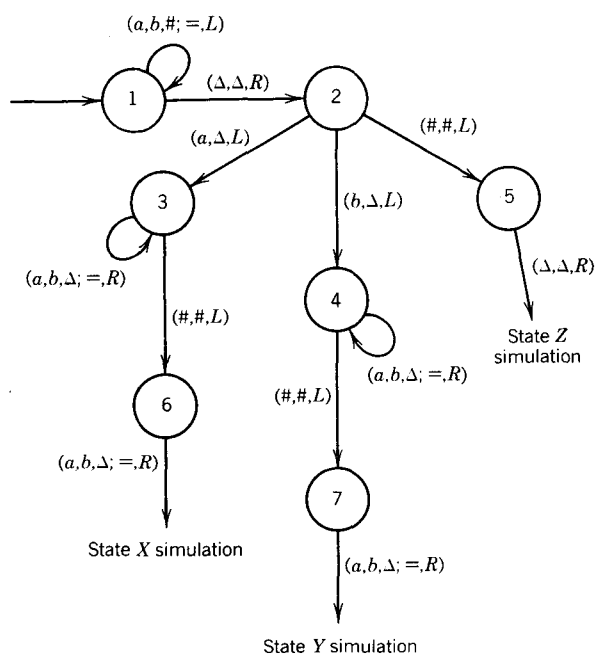 (a,b,#; =,L)
1
(Δ,Δ,R)
2
(a,Δ,L)
(#,#,L)
3
(b,Δ,L)
5
(a,b,Δ; =,R)
(Δ,Δ,R)
4
(#,#,L)
State Z
simulation
(a,b,Δ; =,R)
(#,#,L)
6
(a,b,Δ; =,R)
7
State X simulation
(a,b,Δ; =,R)
State Y simulation